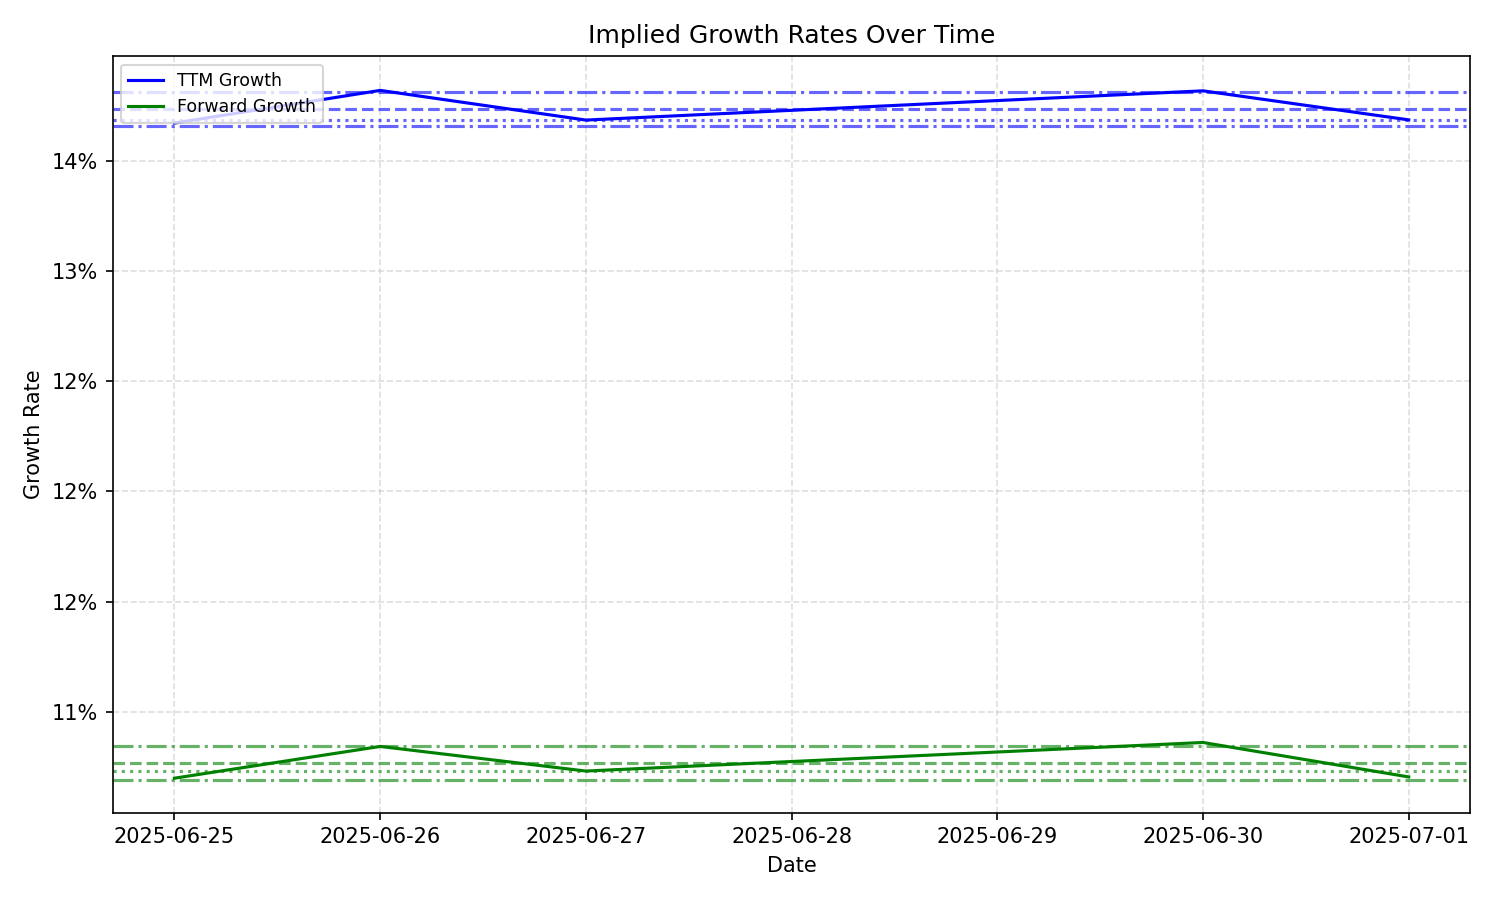 Implied Growth Rates Over Time
TTM Growth
Forward Growth
14%
13%
12%
12%
12%
11%
Growth Rate
2025-06-25
2025-06-26
2025-06-27
2025-06-28
2025-06-29
2025-06-30
2025-07-01
Date